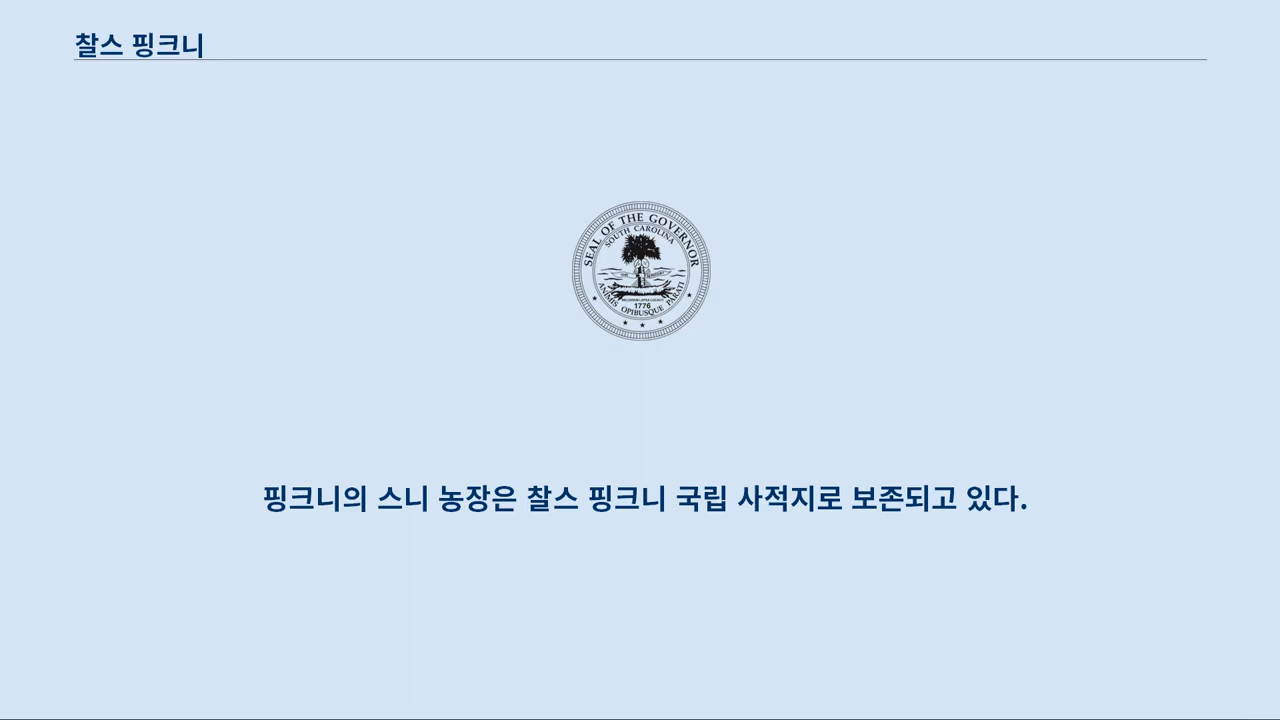 찰스 핑크니
SEAL OF THE GOVERNOR
SOUTH CAROLINA
1776
ANIMIS OPIBUSQUE PARATI
핑크니의 스니 농장은 찰스 핑크니 국립 사적지로 보존되고 있다.